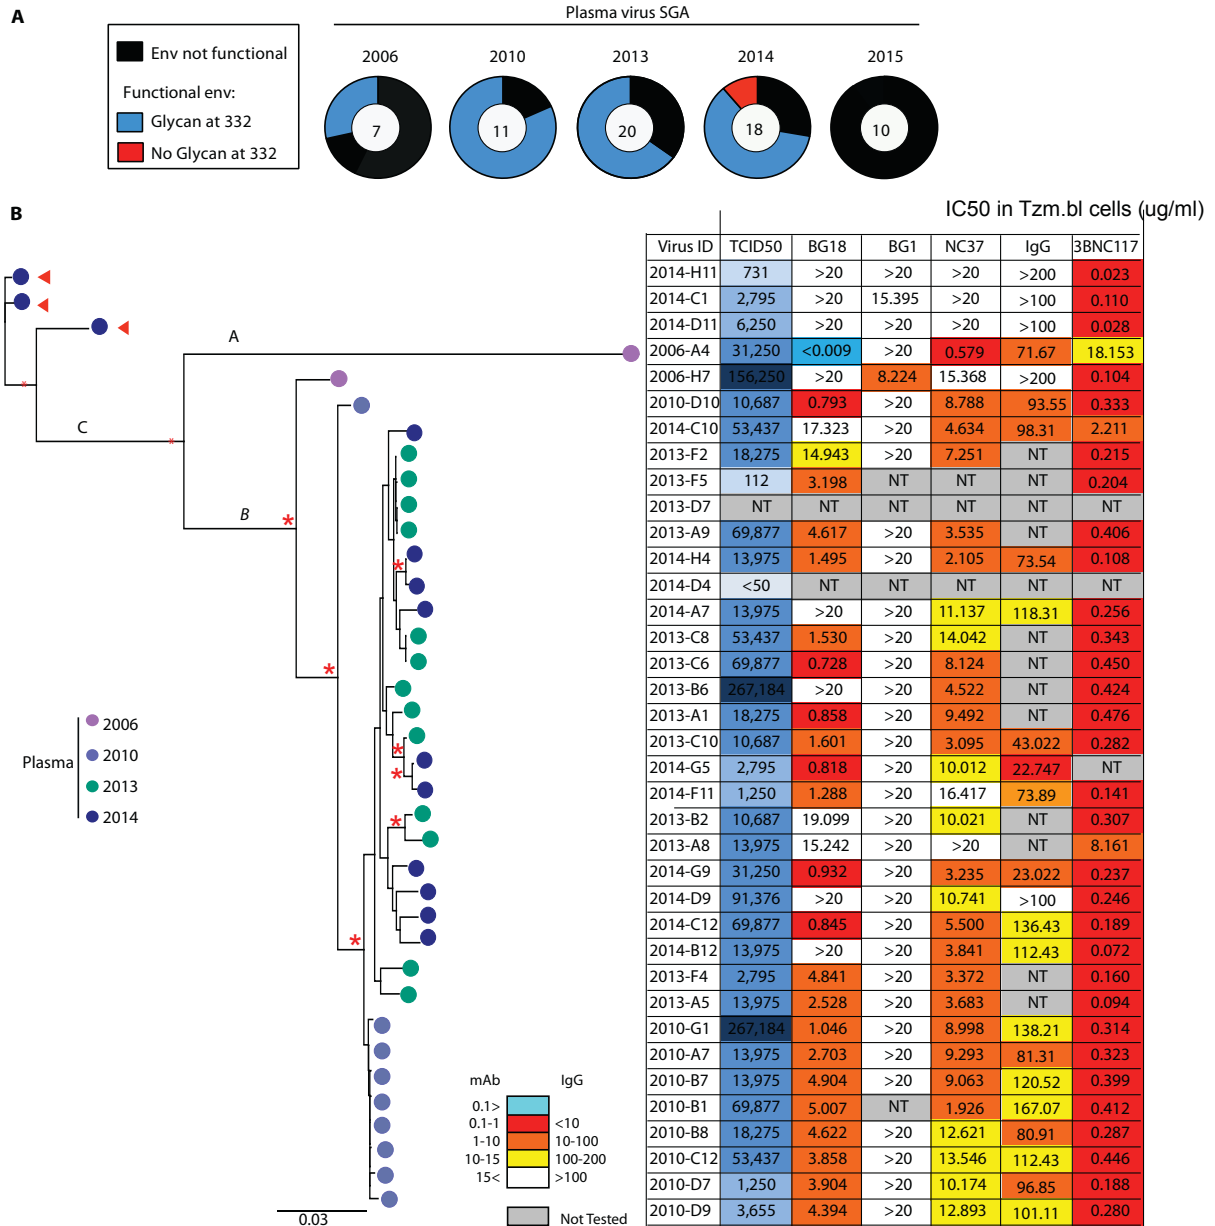 A
Plasma virus SGA
Env not functional
Functional env:
Glycan at 332
No Glycan at 332
2006 2010 2013 2014 2015
7 11 20 18 10
B
IC50 in Tzm.bl cells (ug/ml)
Virus ID TCID50 BG18 BG1 NC37 IgG 3BNC117
2014-H11 731 >20 >20 >20 >200 0.023
2014-C1 2,795 >20 15.395 >20 >100 0.110
2014-D11 6,250 >20 >20 >20 >100 0.028
2006-A4 31,250 <0.009 >20 0.579 71.67 18.153
2006-H7 156,250 >20 8.224 15.368 >200 0.104
2010-D10 10,687 0.793 >20 8.788 93.55 0.333
2014-C10 53,437 17.323 >20 4.634 98.31 2.211
2013-F2 18,275 14.943 >20 7.251 NT 0.215
2013-F5 112 3.198 NT NT NT 0.204
2013-D7 NT NT NT NT NT NT
2013-A9 69,877 4.617 >20 3.535 NT 0.406
2014-H4 13,975 1.495 >20 2.105 73.54 0.108
2014-D4 <50 NT NT NT NT NT
2014-A7 13,975 >20 >20 11.137 118.31 0.256
2013-C8 53,437 1.530 >20 14.042 NT 0.343
2013-C6 69,877 0.728 >20 8.124 NT 0.450
2013-B6 267,184 >20 >20 4.522 NT 0.424
2013-A1 18,275 0.858 >20 9.492 NT 0.476
2013-C10 10,687 1.601 >20 3.095 43.022 0.282
2014-G5 2,795 0.818 >20 10.012 22.747 NT
2014-F11 1,250 1.288 >20 16.417 73.89 0.141
2013-B2 10,687 19.099 >20 10.021 NT 0.307
2013-A8 13,975 15.242 >20 >20 NT 8.161
2014-G9 31,250 0.932 >20 3.235 23.022 0.237
2014-D9 91,376 >20 >20 10.741 >100 0.246
2014-C12 69,877 0.845 >20 5.500 136.43 0.189
2014-B12 13,975 >20 >20 3.841 112.43 0.072
2013-F4 2,795 4.841 >20 3.372 NT 0.160
2013-A5 13,975 2.528 >20 3.683 NT 0.094
2010-G1 267,184 1.046 >20 8.998 138.21 0.314
2010-A7 13,975 2.703 >20 9.293 81.31 0.323
2010-B7 13,975 4.904 >20 9.063 120.52 0.399
2010-B1 69,877 5.007 NT 1.926 167.07 0.412
2010-B8 18,275 4.622 >20 12.621 80.91 0.287
2010-C12 53,437 3.858 >20 13.546 112.43 0.446
2010-D7 1,250 3.904 >20 10.174 96.85 0.188
2010-D9 3,655 4.394 >20 12.893 101.11 0.280
A
C
B
* * * * * * * * *
Plasma
2006
2010
2013
2014
0.03
mAb IgG
0.1>
0.1-1 <10
1-10 10-100
10-15 100-200
15< >100
Not Tested